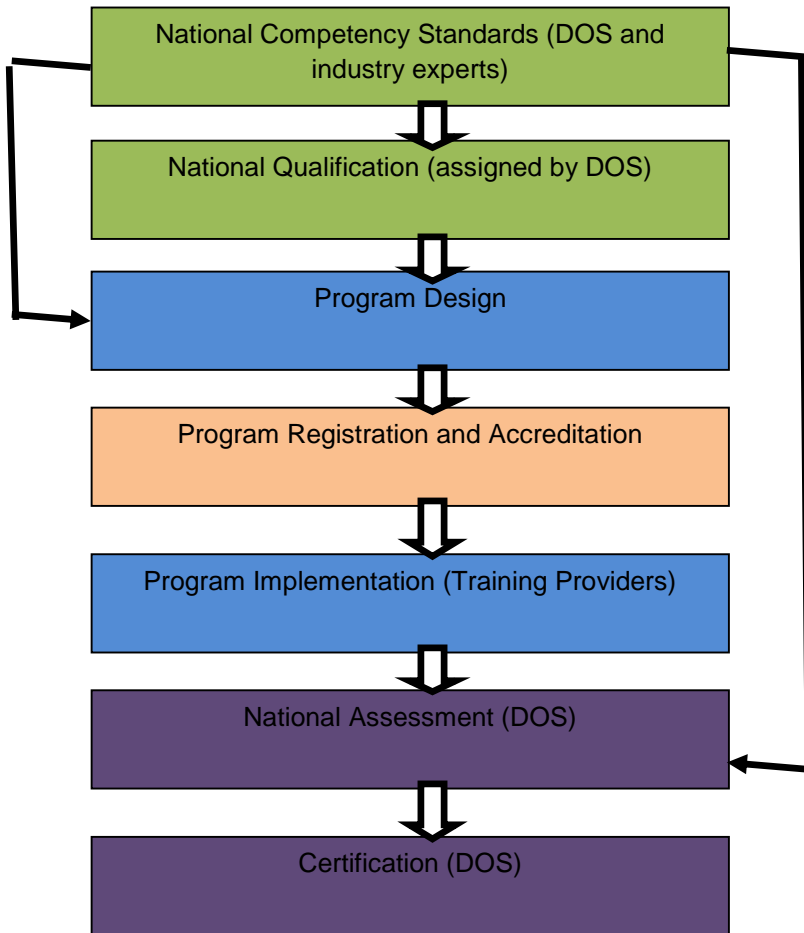 National Competency Standards (DOS and
industry experts)
National Qualification (assigned by DOS)
Program Design
Program Registration and Accreditation
Program Implementation (Training Providers)
National Assessment (DOS)
Certification (DOS)